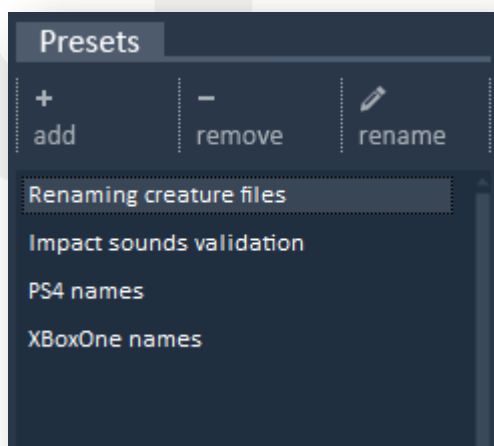 Presets
+ − 
add remove rename
Renaming creature files
Impact sounds validation
PS4 names
XBoxOne names